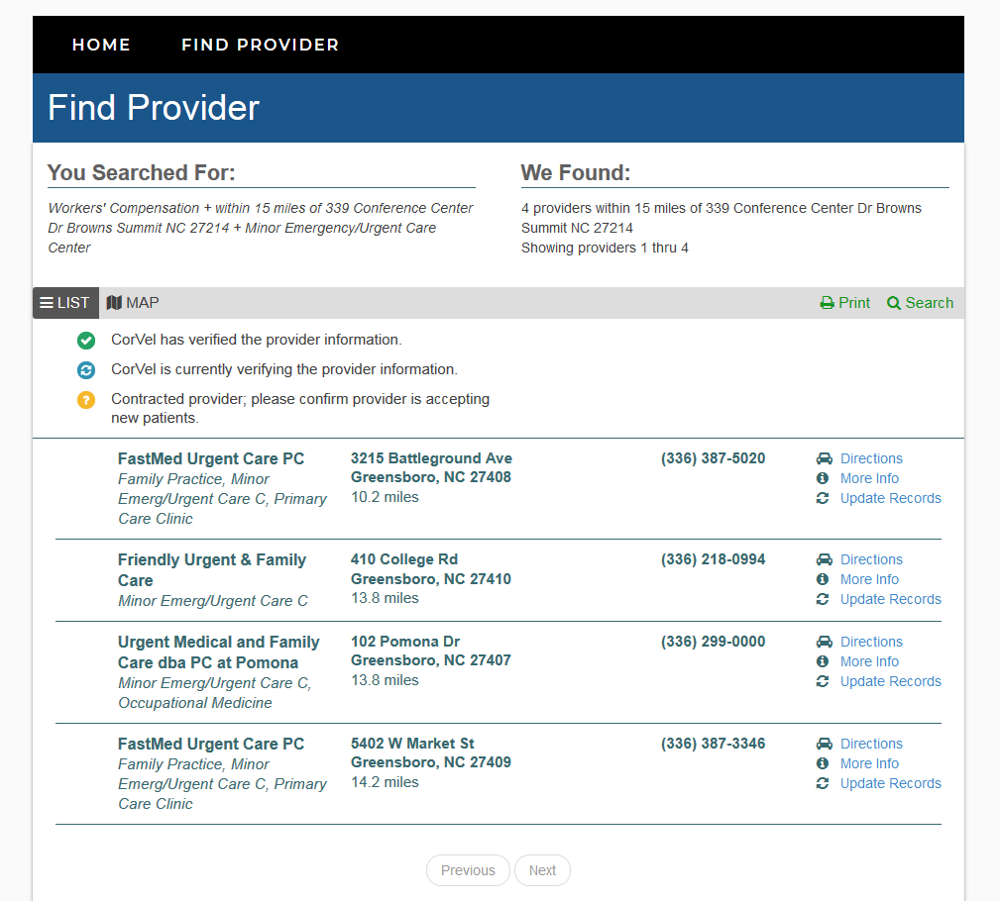 HOME FIND PROVIDER
Find Provider
You Searched For:
Workers' Compensation + within 15 miles of 339 Conference Center
Dr Browns Summit NC 27214 + Minor Emergency/Urgent Care
Center
We Found:
4 providers within 15 miles of 339 Conference Center Dr Browns
Summit NC 27214
Showing providers 1 thru 4
LIST MAP Print Search
CorVel has verified the provider information.
CorVel is currently verifying the provider information.
? Contracted provider; please confirm provider is accepting
new patients.
FastMed Urgent Care PC
Family Practice, Minor
Emerg/Urgent Care C, Primary
Care Clinic
3215 Battleground Ave
Greensboro, NC 27408
10.2 miles
(336) 387-5020
Directions
More Info
Update Records
Friendly Urgent & Family
Care
Minor Emerg/Urgent Care C
410 College Rd
Greensboro, NC 27410
13.8 miles
(336) 218-0994
Directions
More Info
Update Records
Urgent Medical and Family
Care dba PC at Pomona
Minor Emerg/Urgent Care C,
Occupational Medicine
102 Pomona Dr
Greensboro, NC 27407
13.8 miles
(336) 299-0000
Directions
More Info
Update Records
FastMed Urgent Care PC
Family Practice, Minor
Emerg/Urgent Care C, Primary
Care Clinic
5402 W Market St
Greensboro, NC 27409
14.2 miles
(336) 387-3346
Directions
More Info
Update Records
Previous Next